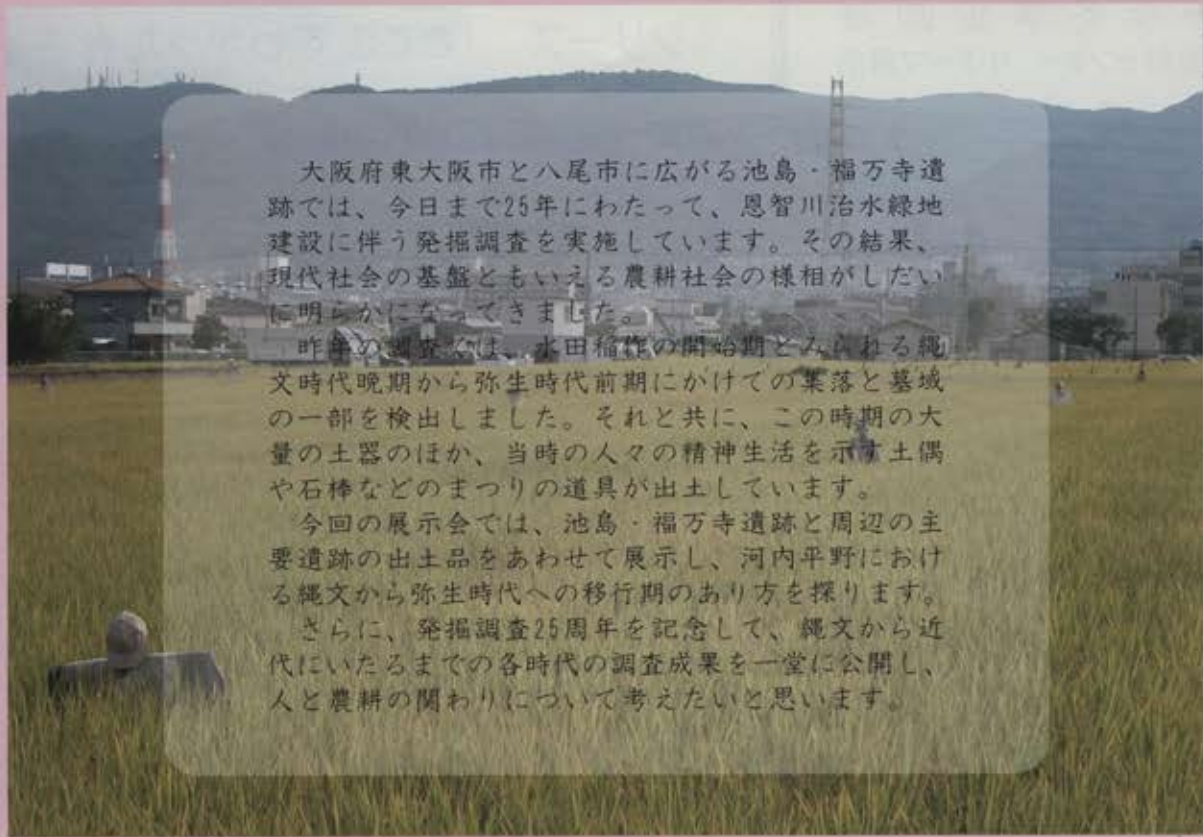 大阪府東大阪市と八尾市に広がる池島・福万寺遺
跡では、今日まで25年にわたって、恩智川治水緑地
建設に伴う発掘調査を実施しています。その結果、
現代社会の基盤ともいえる農耕社会の様相がしだい
に明らかになってきました。
昨年の調査では、水田稲作の開始期とみられる縄
文時代晩期から弥生時代前期にかけての集落と墓域
の一部を検出しました。それと共に、この時期の大
量の土器のほか、当時の人々の精神生活を示す土偶
や石棒などのまつりの道具が出土しています。
今回の展示会では、池島・福万寺遺跡と周辺の主
要遺跡の出土品をあわせて展示し、河内平野におけ
る縄文から弥生時代への移行期のあり方を探ります。
さらに、発掘調査25周年を記念して、縄文から近
代にいたるまでの各時代の調査成果を一堂に公開し、
人と農耕の関わりについて考えたいと思います。